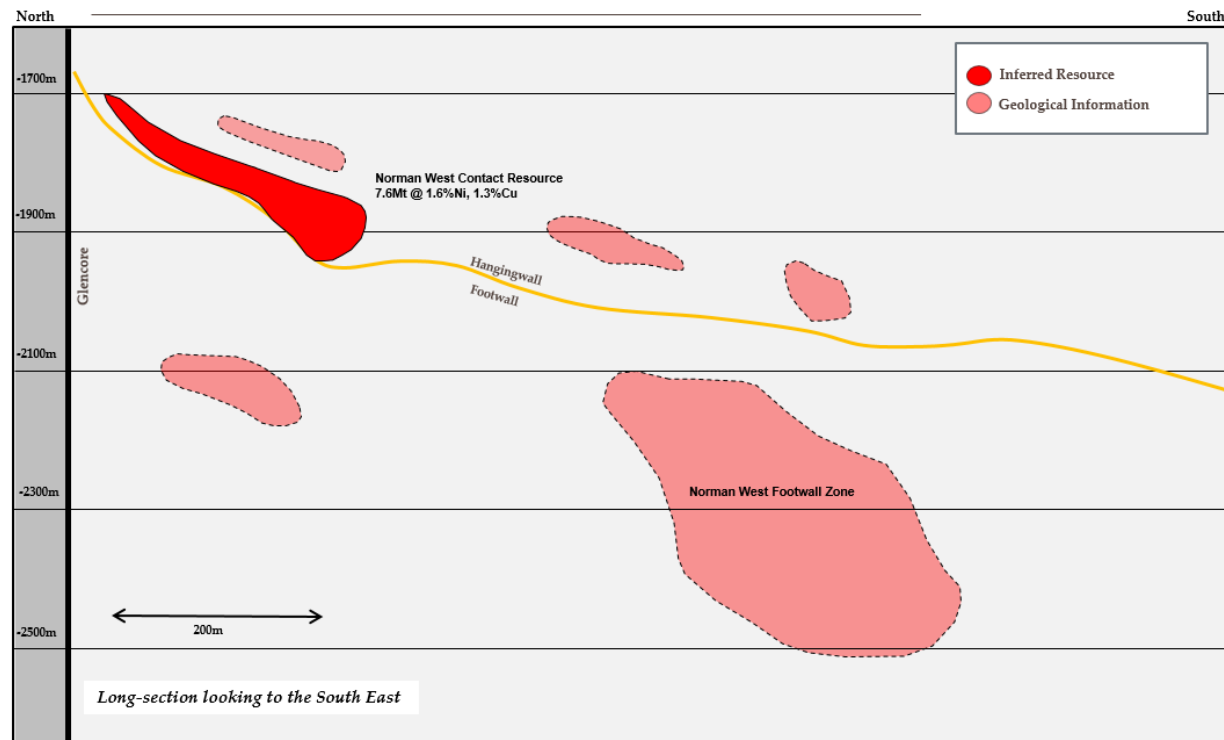 North
South
-1700m
Inferred Resource
Geological Information
Norman West Contact Resource
7.6Mt @ 1.6%Ni, 1.3%Cu
-1900m
Glencore
Hangingwall
Footwall
-2100m
-2300m
Norman West Footwall Zone
-2500m
200m
Long-section looking to the South East